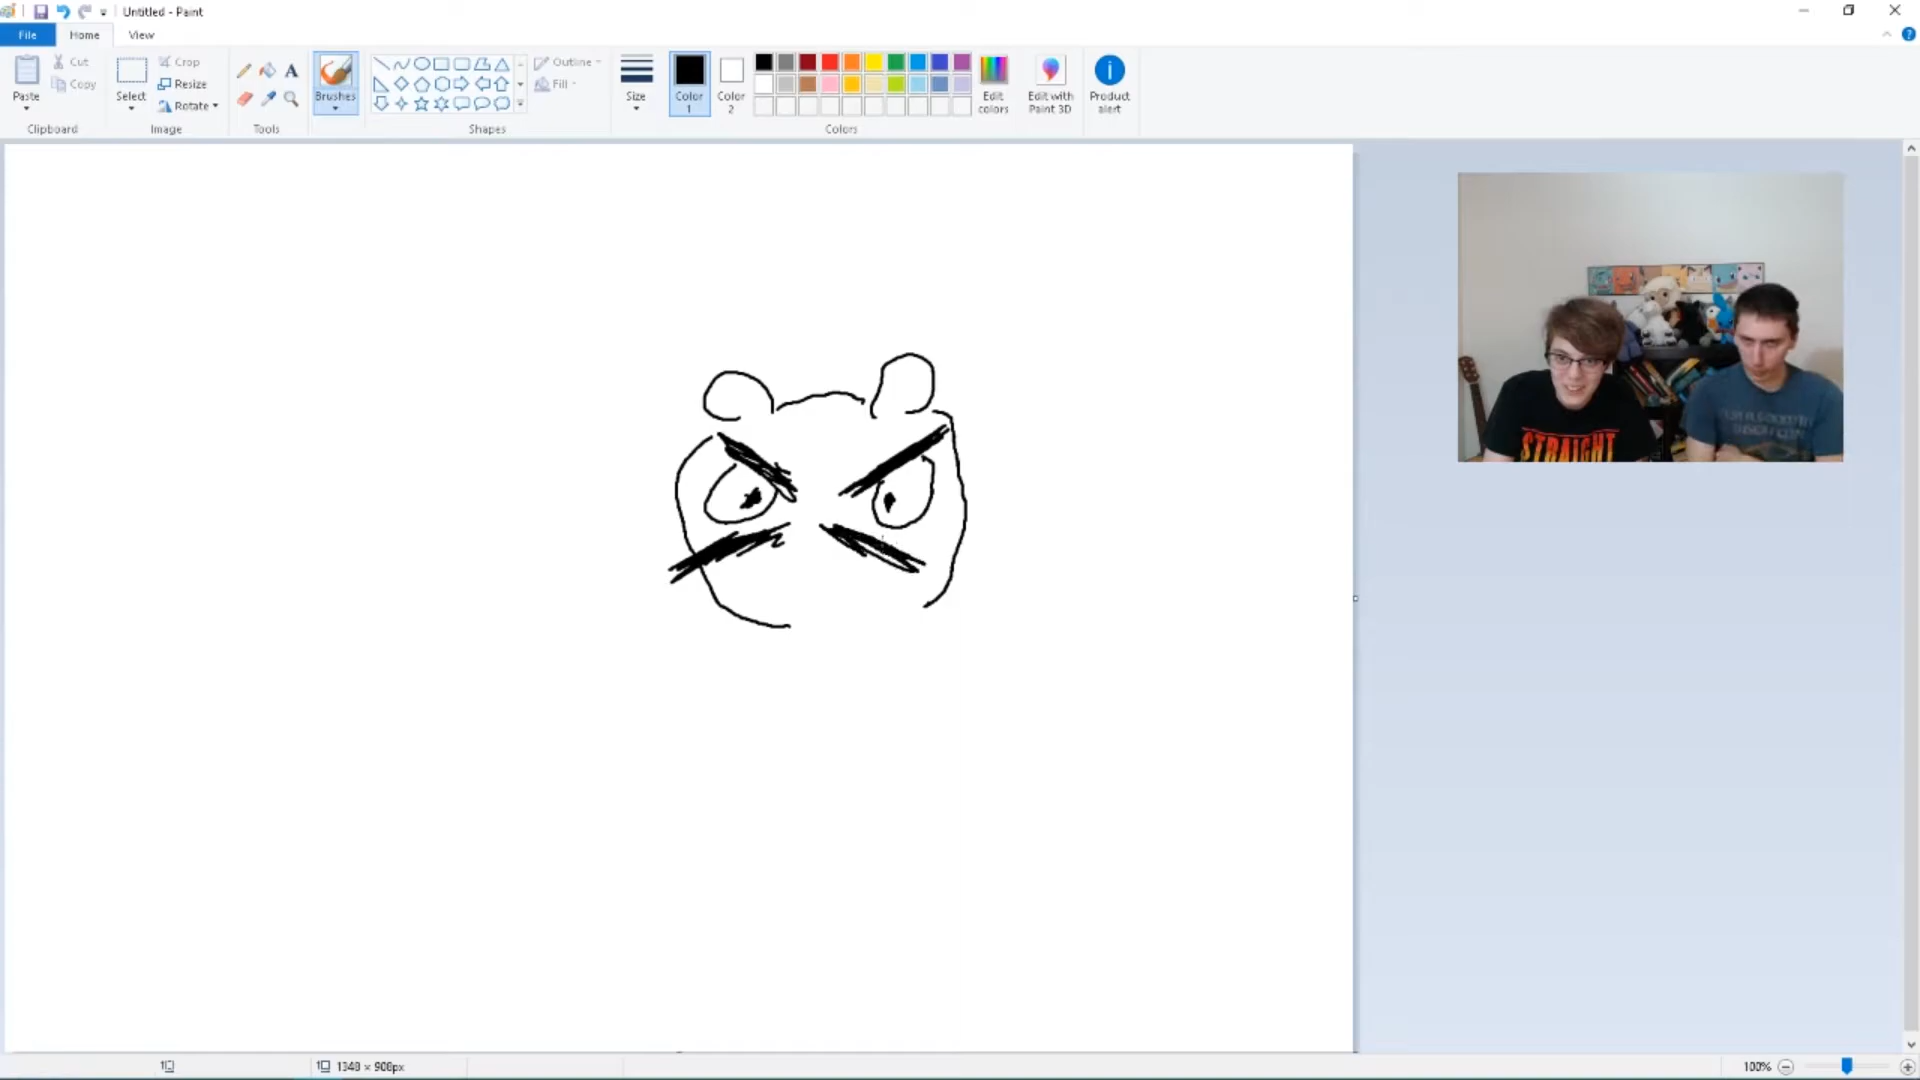 Untitled - Paint
File Home View
Paste
Cut
Copy
Clipboard
Select
Crop
Resize
Rotate
Image
Tools
Brushes
Shapes
Outline
Fill
Size
Color 1
Color 2
Colors
Edit colors
Edit with Paint 3D
Product alert
STRAIGHT
1348 × 908px
100%